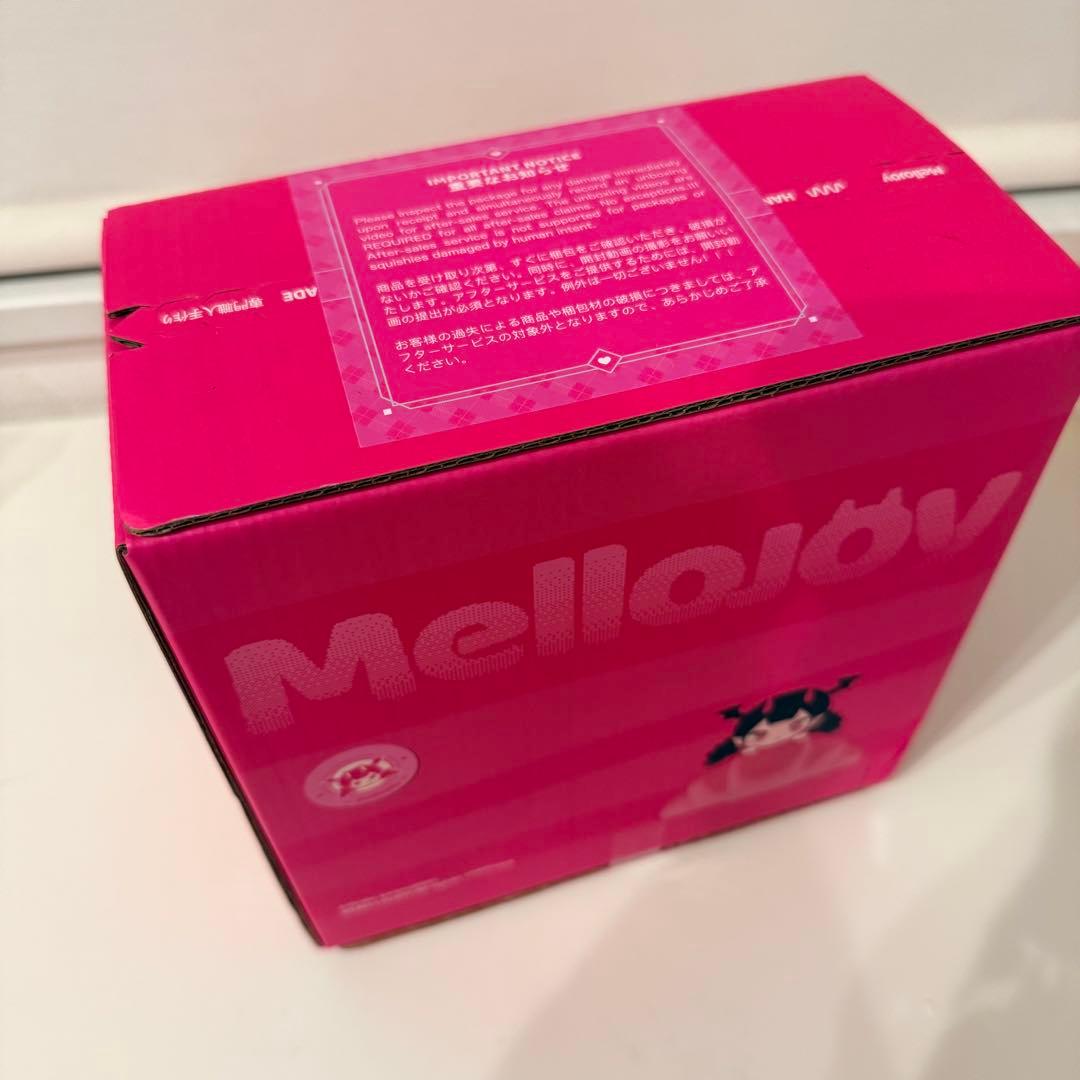 IMPORTANT NOTICE
重要なお知らせ
Please inspect the package for any damage immediately
upon receipt and simultaneously record an unboxing
video for after-sales service. The unboxing videos are
REQUIRED for all after-sales claims. No exceptions!!!
After-sales service is not supported for packages or
squishies damaged by human intent.
商品を受け取り次第、すぐに梱包をご確認いただき、破損が
ないかご確認ください。同時に、開封動画の撮影をお願いい
たします。アフターサービスをご提供するためには、開封動
画の提出が必須となります。例外は一切ございません!!!
お客様の過失による商品や梱包材の破損につきましては、ア
フターサービスの対象外となりますので、あらかじめご了承
ください。
MelloJOY
HAN
ADE
専門職人手作り
MelloJOY